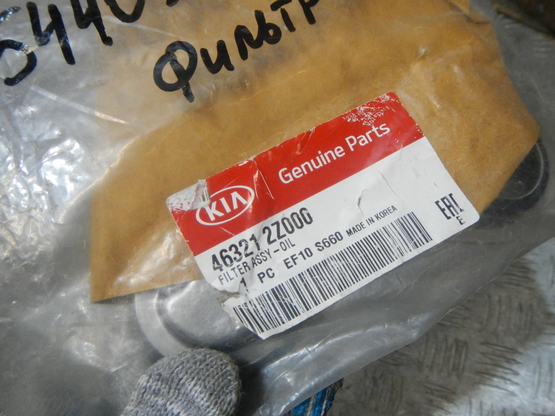 фильтр
KIA
Genuine Parts
46321 2Z000
FILTER ASSY-OIL
1 PC EF10 S660 MADE IN KOREA
EAC
E